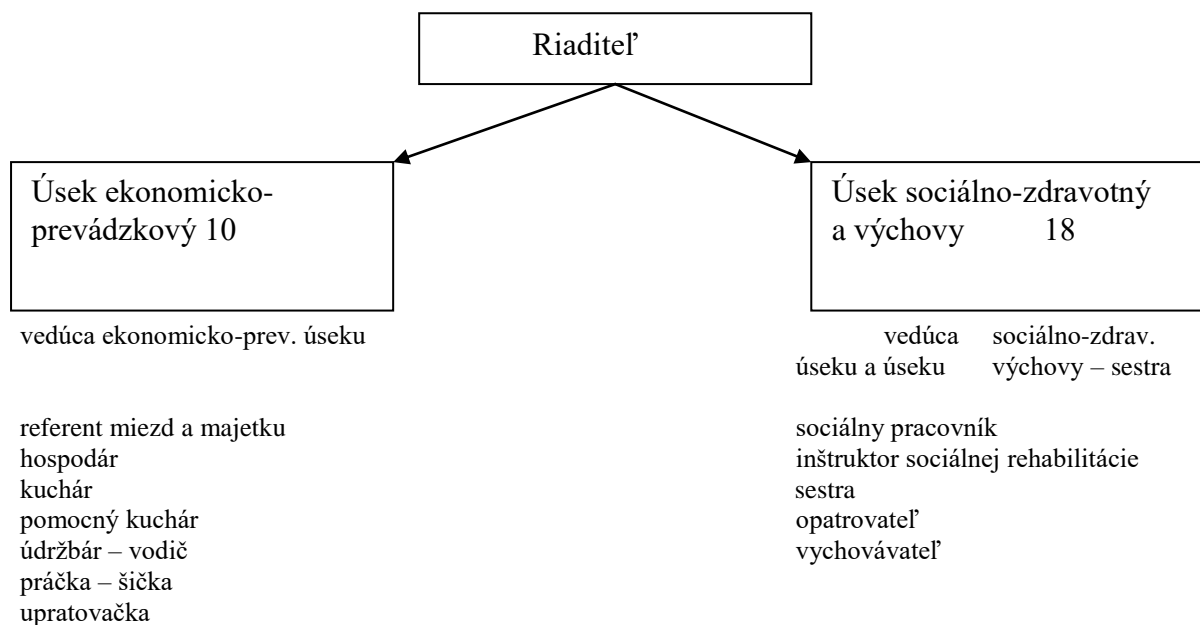 Riaditeľ
Úsek ekonomicko-
prevádzkový 10
vedúca ekonomicko-prev. úseku
referent miezd a majetku
hospodár
kuchár
pomocný kuchár
údržbár – vodič
práčka – šička
upratovačka
Úsek sociálno-zdravotný
a výchovy 18
vedúca sociálno-zdrav.
úseku a úseku výchovy – sestra
sociálny pracovník
inštruktor sociálnej rehabilitácie
sestra
opatrovateľ
vychovávateľ